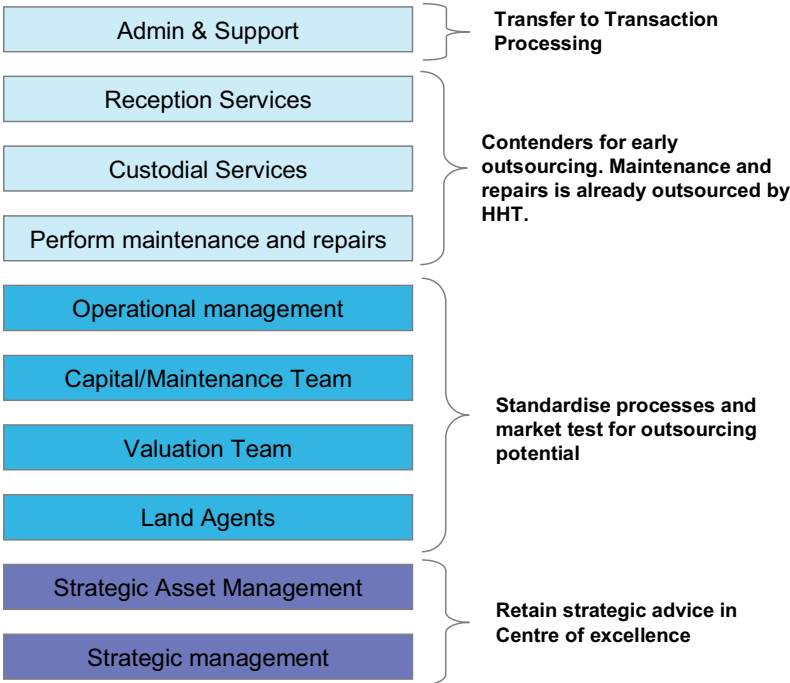 Admin & Support
Transfer to Transaction
Processing
Reception Services
Custodial Services
Perform maintenance and repairs
Contenders for early
outsourcing. Maintenance and
repairs is already outsourced by
HHT.
Operational management
Capital/Maintenance Team
Valuation Team
Land Agents
Standardise processes and
market test for outsourcing
potential
Strategic Asset Management
Strategic management
Retain strategic advice in
Centre of excellence